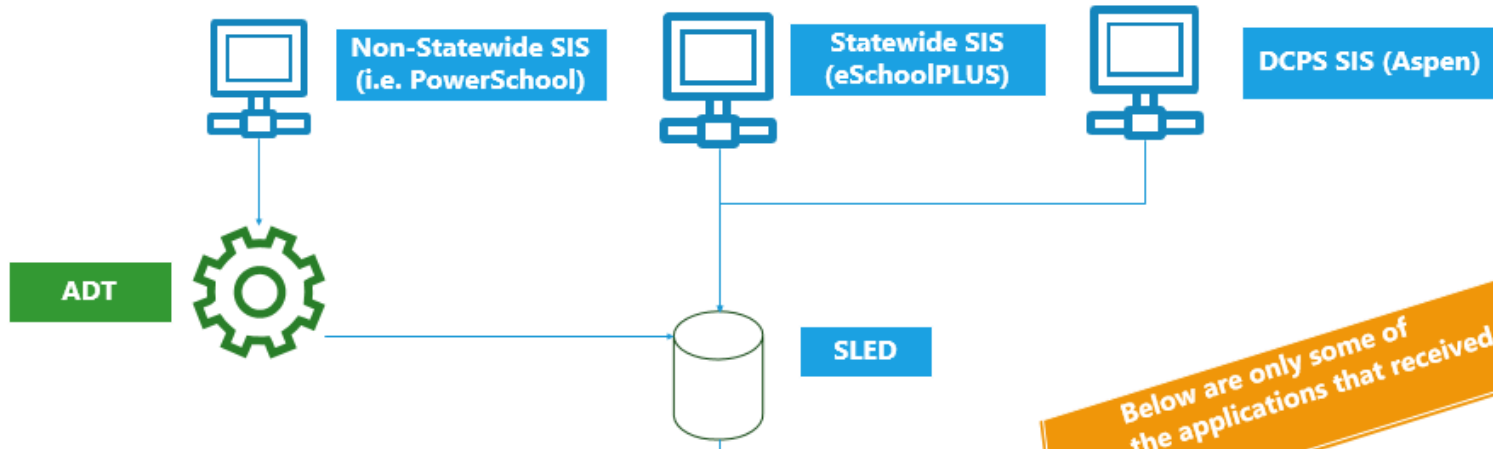 Non-Statewide SIS
(i.e. PowerSchool)
Statewide SIS
(eSchoolPLUS)
DCPS SIS (Aspen)
ADT
SLED
Below are only some of
the applications that received